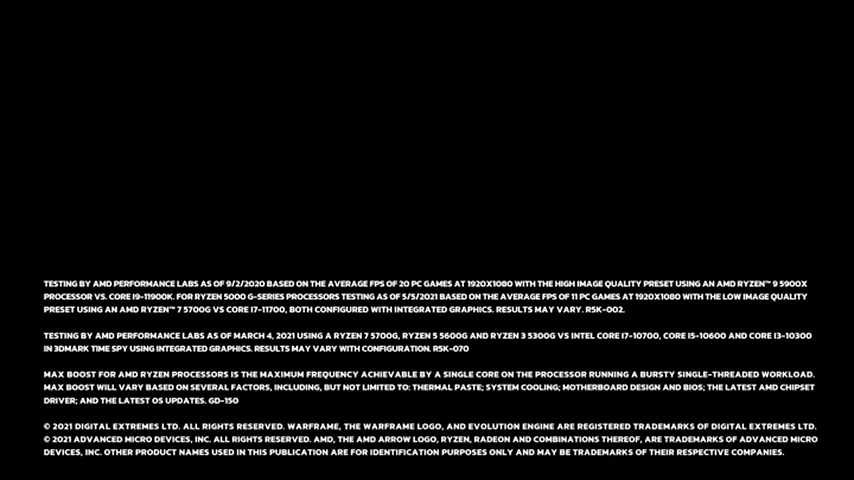 TESTING BY AMD PERFORMANCE LABS AS OF 9/2/2020 BASED ON THE AVERAGE FPS OF 20 PC GAMES AT 1920X1080 WITH THE HIGH IMAGE QUALITY PRESET USING AN AMD RYZEN™ 9 5900X
PROCESSOR VS. CORE I9-11900K. FOR RYZEN 5000 G-SERIES PROCESSORS TESTING AS OF 5/5/2021 BASED ON THE AVERAGE FPS OF 11 PC GAMES AT 1920X1080 WITH THE LOW IMAGE QUALITY
PRESET USING AN AMD RYZEN™ 7 5700G VS CORE I7-11700, BOTH CONFIGURED WITH INTEGRATED GRAPHICS. RESULTS MAY VARY. R5K-002.
TESTING BY AMD PERFORMANCE LABS AS OF MARCH 4, 2021 USING A RYZEN 7 5700G, RYZEN 5 5600G AND RYZEN 3 5300G VS INTEL CORE I7-10700, CORE I5-10600 AND CORE I3-10300
IN 3DMARK TIME SPY USING INTEGRATED GRAPHICS. RESULTS MAY VARY WITH CONFIGURATION. R5K-070
MAX BOOST FOR AMD RYZEN PROCESSORS IS THE MAXIMUM FREQUENCY ACHIEVABLE BY A SINGLE CORE ON THE PROCESSOR RUNNING A BURSTY SINGLE-THREADED WORKLOAD.
MAX BOOST WILL VARY BASED ON SEVERAL FACTORS, INCLUDING, BUT NOT LIMITED TO: THERMAL PASTE; SYSTEM COOLING; MOTHERBOARD DESIGN AND BIOS; THE LATEST AMD CHIPSET
DRIVER; AND THE LATEST OS UPDATES. GD-150
© 2021 DIGITAL EXTREMES LTD. ALL RIGHTS RESERVED. WARFRAME, THE WARFRAME LOGO, AND EVOLUTION ENGINE ARE REGISTERED TRADEMARKS OF DIGITAL EXTREMES LTD.
© 2021 ADVANCED MICRO DEVICES, INC. ALL RIGHTS RESERVED. AMD, THE AMD ARROW LOGO, RYZEN, RADEON AND COMBINATIONS THEREOF, ARE TRADEMARKS OF ADVANCED MICRO
DEVICES, INC. OTHER PRODUCT NAMES USED IN THIS PUBLICATION ARE FOR IDENTIFICATION PURPOSES ONLY AND MAY BE TRADEMARKS OF THEIR RESPECTIVE COMPANIES.